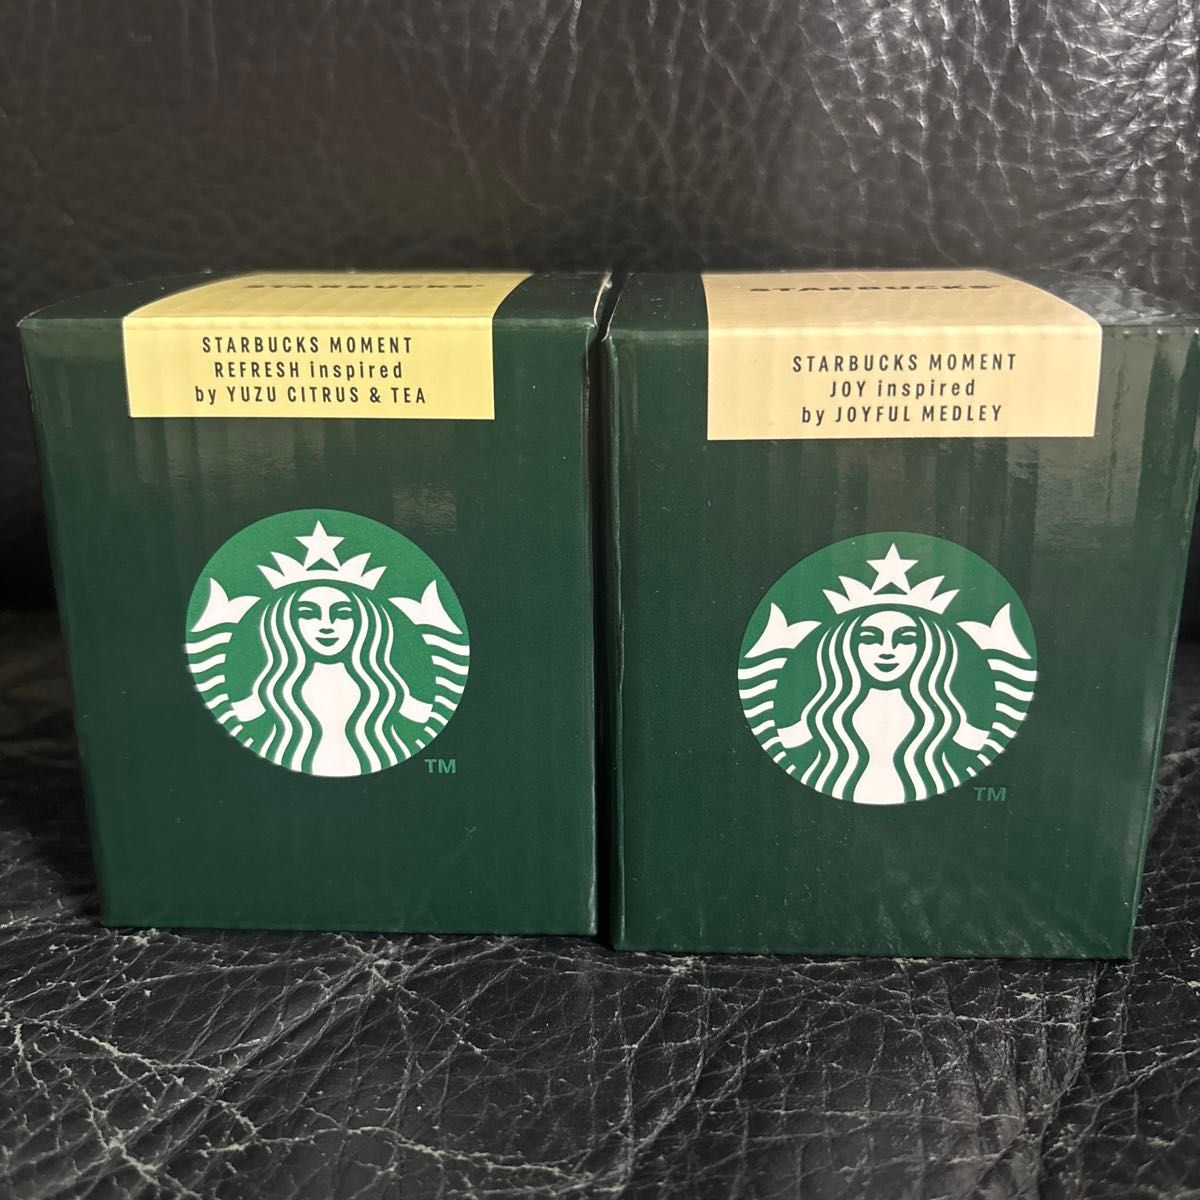 STARBUCKS
STARBUCKS MOMENT
REFRESH inspired
by YUZU CITRUS & TEA
TM
STARBUCKS
STARBUCKS MOMENT
JOY inspired
by JOYFUL MEDLEY
TM